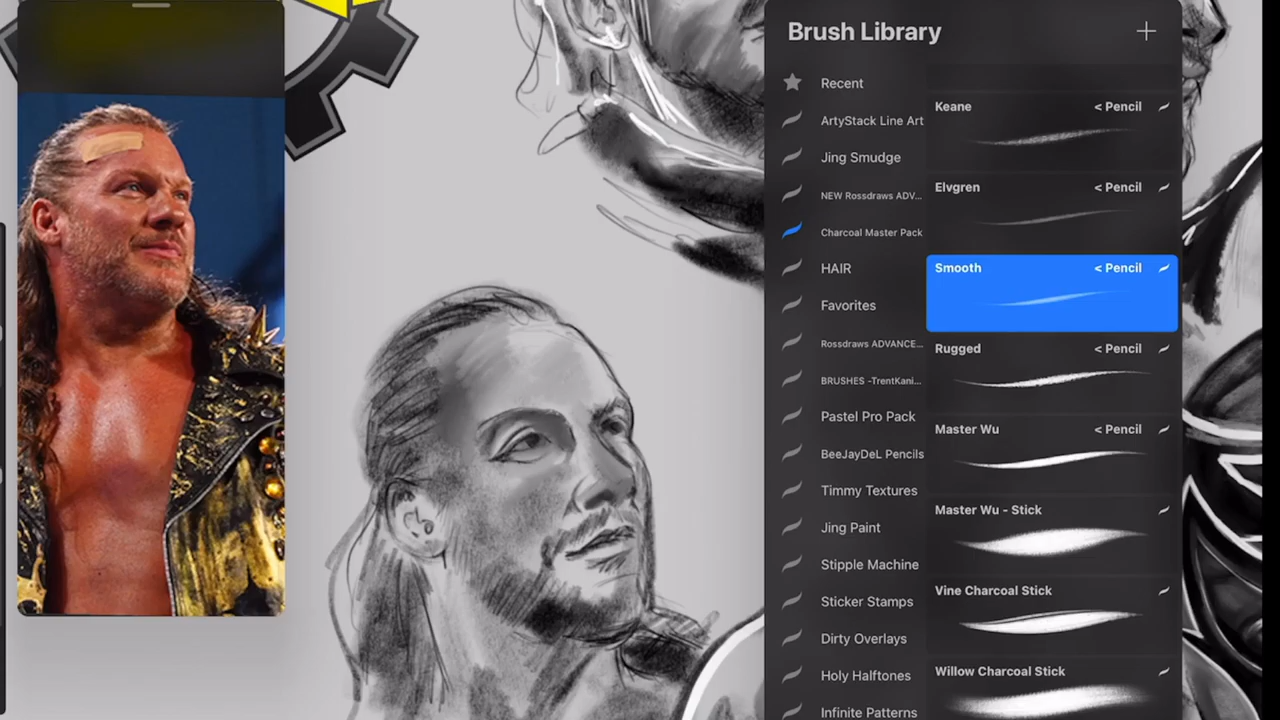 Brush Library
Recent
ArtyStack Line Art
Jing Smudge
NEW Rossdraws ADV...
Charcoal Master Pack
HAIR
Favorites
Rossdraws ADVANCE...
BRUSHES -TrentKani...
Pastel Pro Pack
BeeJayDeL Pencils
Timmy Textures
Jing Paint
Stipple Machine
Sticker Stamps
Dirty Overlays
Holy Halftones
Infinite Patterns
Keane < Pencil
Elvgren < Pencil
Smooth < Pencil
Rugged < Pencil
Master Wu < Pencil
Master Wu - Stick
Vine Charcoal Stick
Willow Charcoal Stick